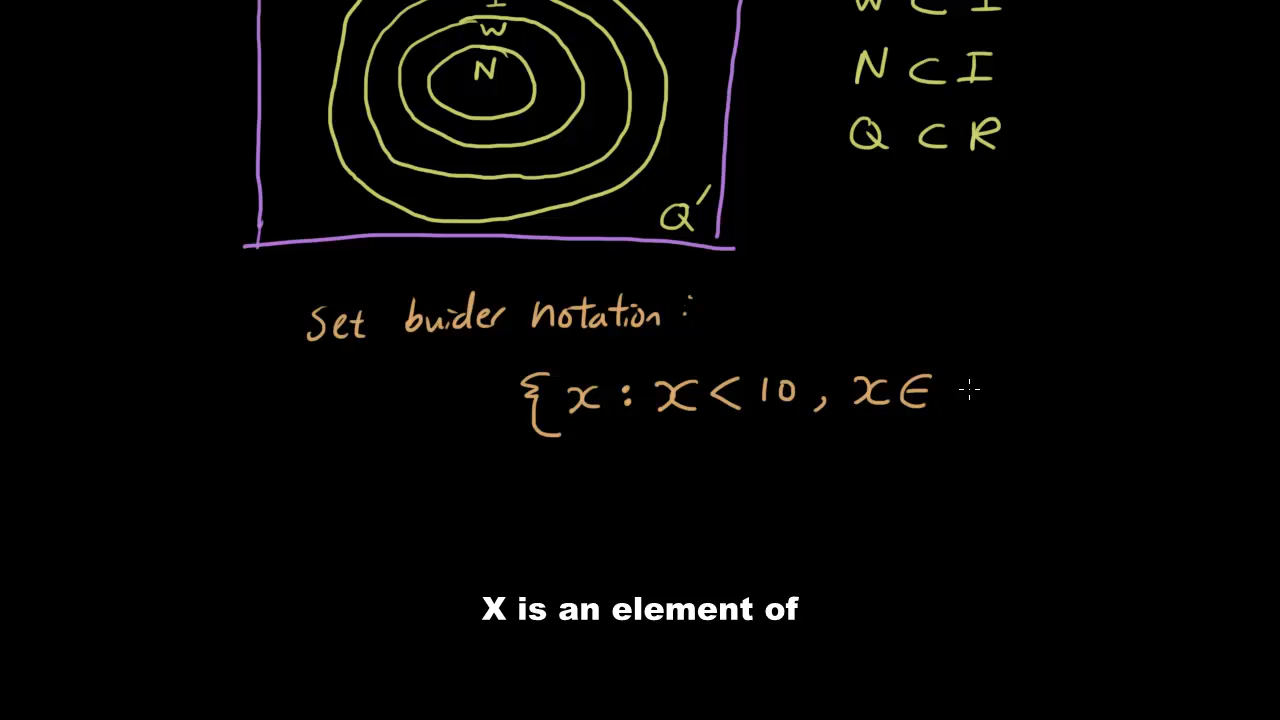 I
W ⊂ I
W
N
N ⊂ I
Q ⊂ R
Q′
Set buider notation :
{ x : x < 10 , x ∈
X is an element of